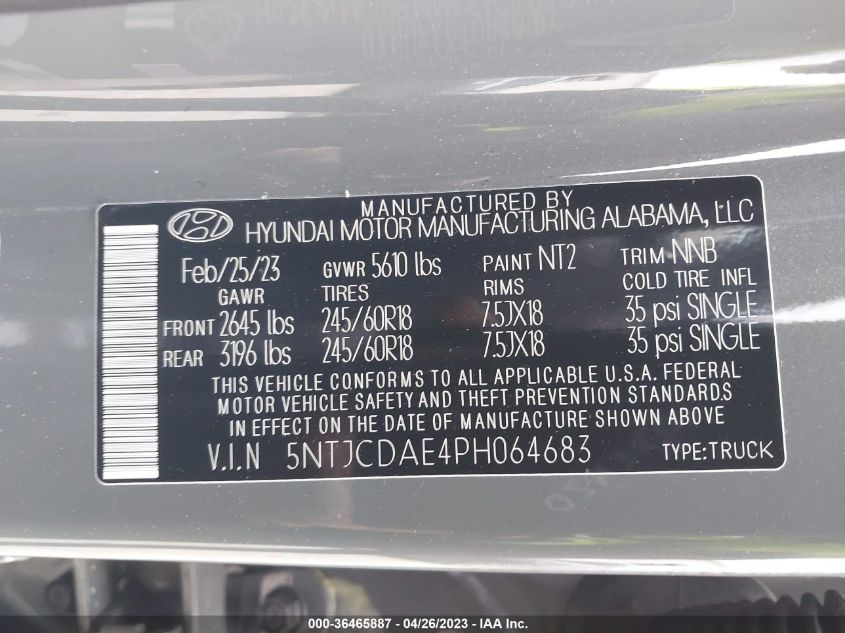 MANUFACTURED BY
HYUNDAI MOTOR MANUFACTURING ALABAMA, LLC
Feb/25/23 GVWR 5610 lbs PAINT NT2 TRIM NNB
GAWR TIRES RIMS COLD TIRE INFL
FRONT 2645 lbs 245/60R18 7.5JX18 35 psi SINGLE
REAR 3196 lbs 245/60R18 7.5JX18 35 psi SINGLE
THIS VEHICLE CONFORMS TO ALL APPLICABLE U.S.A. FEDERAL
MOTOR VEHICLE SAFETY AND THEFT PREVENTION STANDARDS
IN EFFECT ON THE DATE OF MANUFACTURE SHOWN ABOVE
V.I.N 5NTJCDAE4PH064683 TYPE:TRUCK
000-36465887 - 04/26/2023 - IAA Inc.